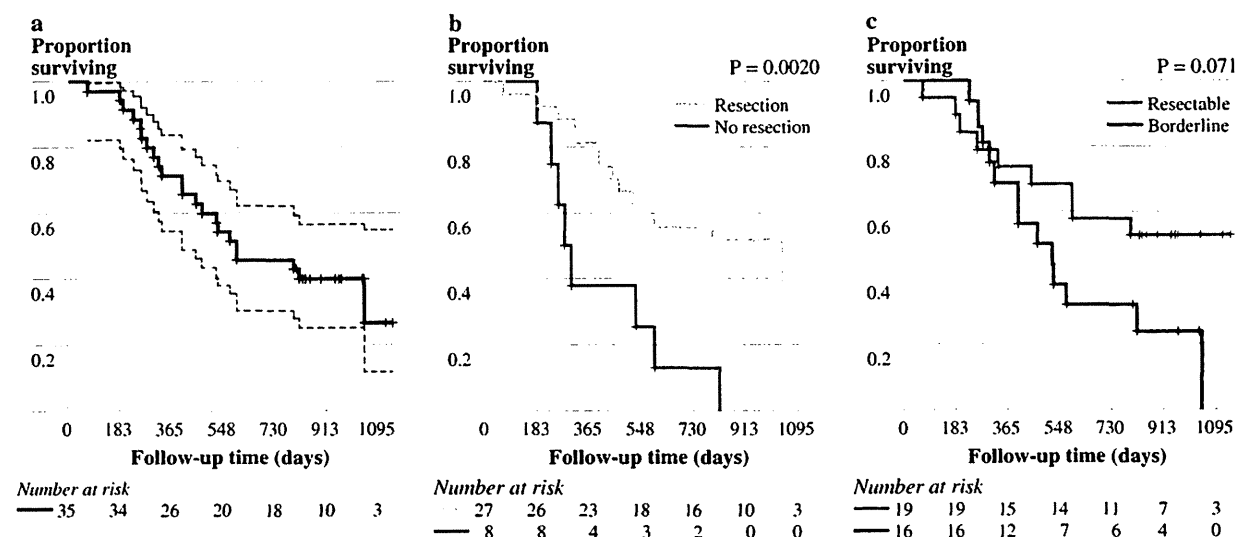 a
Proportion
surviving
1.0
0.8
0.6
0.4
0.2
0 183 365 548 730 913 1095
Follow-up time (days)
Number at risk
35 34 26 20 18 10 3
b
Proportion
surviving
P = 0.0020
Resection
No resection
1.0
0.8
0.6
0.4
0.2
0 183 365 548 730 913 1095
Follow-up time (days)
Number at risk
27 26 23 18 16 10 3
8 8 4 3 2 0 0
c
Proportion
surviving
P = 0.071
Resectable
Borderline
1.0
0.8
0.6
0.4
0.2
0 183 365 548 730 913 1095
Follow-up time (days)
Number at risk
19 19 15 14 11 7 3
16 16 12 7 6 4 0